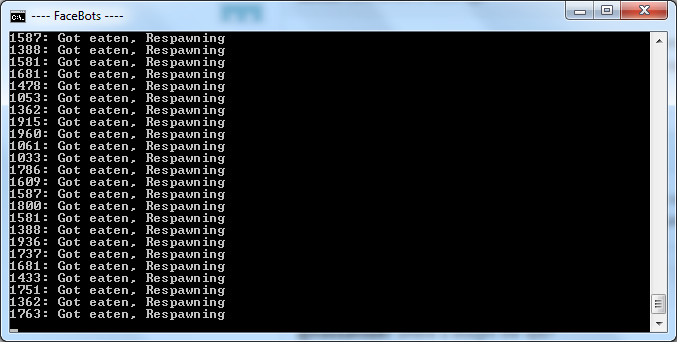 ---- FaceBots ----
1587: Got eaten, Respawning
1388: Got eaten, Respawning
1581: Got eaten, Respawning
1681: Got eaten, Respawning
1478: Got eaten, Respawning
1053: Got eaten, Respawning
1362: Got eaten, Respawning
1915: Got eaten, Respawning
1960: Got eaten, Respawning
1061: Got eaten, Respawning
1033: Got eaten, Respawning
1786: Got eaten, Respawning
1609: Got eaten, Respawning
1587: Got eaten, Respawning
1800: Got eaten, Respawning
1581: Got eaten, Respawning
1388: Got eaten, Respawning
1936: Got eaten, Respawning
1737: Got eaten, Respawning
1681: Got eaten, Respawning
1433: Got eaten, Respawning
1751: Got eaten, Respawning
1362: Got eaten, Respawning
1763: Got eaten, Respawning